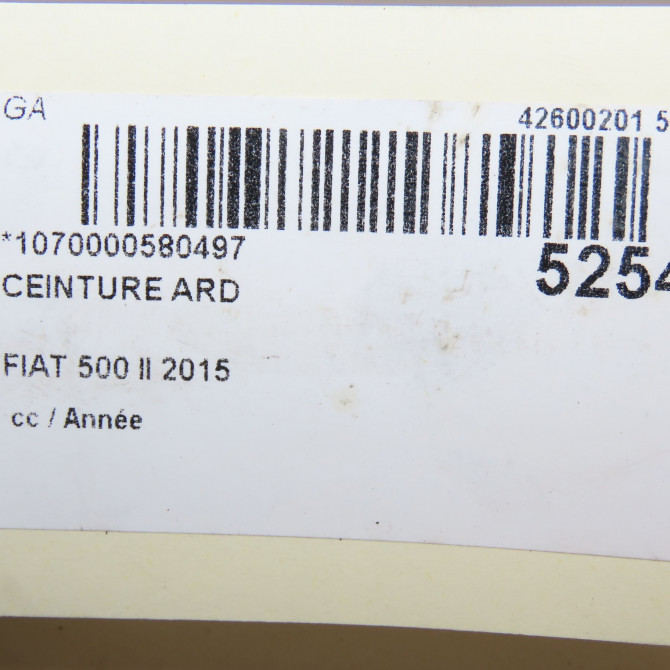 GA
42600201 5
*1070000580497
5254
CEINTURE ARD
FIAT 500 II 2015
cc / Année